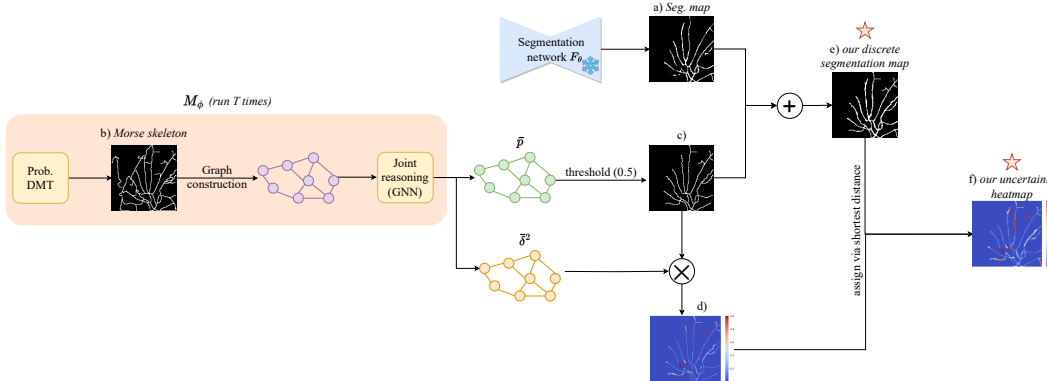 a) Seg. map
Segmentation
network Fθ
e) our discrete
segmentation map
Mϕ (run T times)
b) Morse skeleton
Prob.
DMT
Graph
construction
Joint
reasoning
(GNN)
p̄
threshold (0.5)
c)
δ̄²
d)
assign via shortest distance
f) our uncertain
heatmap